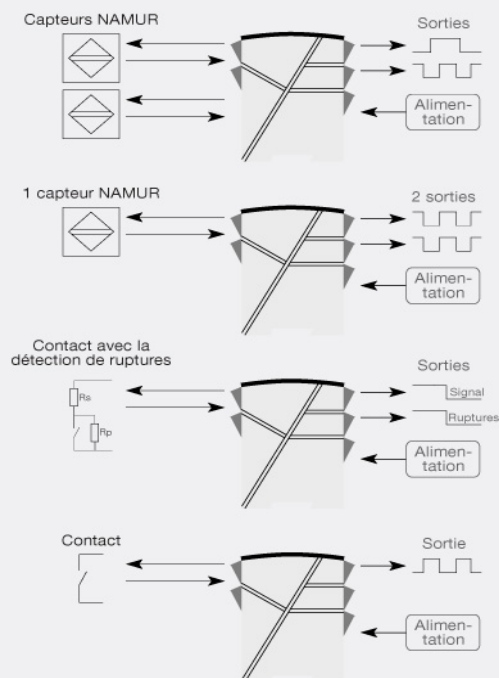 Capteurs NAMUR
Sorties
Alimen-
tation
1 capteur NAMUR
2 sorties
Alimen-
tation
Contact avec la
détection de ruptures
Sorties
Rs
Rp
Signal
Ruptures
Alimen-
tation
Contact
Sortie
Alimen-
tation